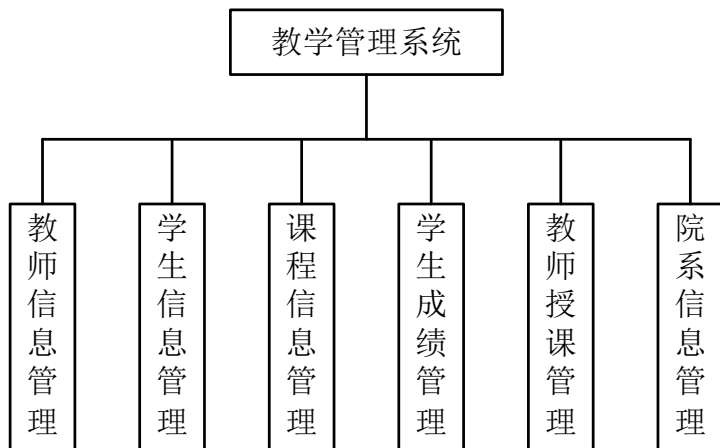 教学管理系统
教师信息管理
学生信息管理
课程信息管理
学生成绩管理
教师授课管理
院系信息管理